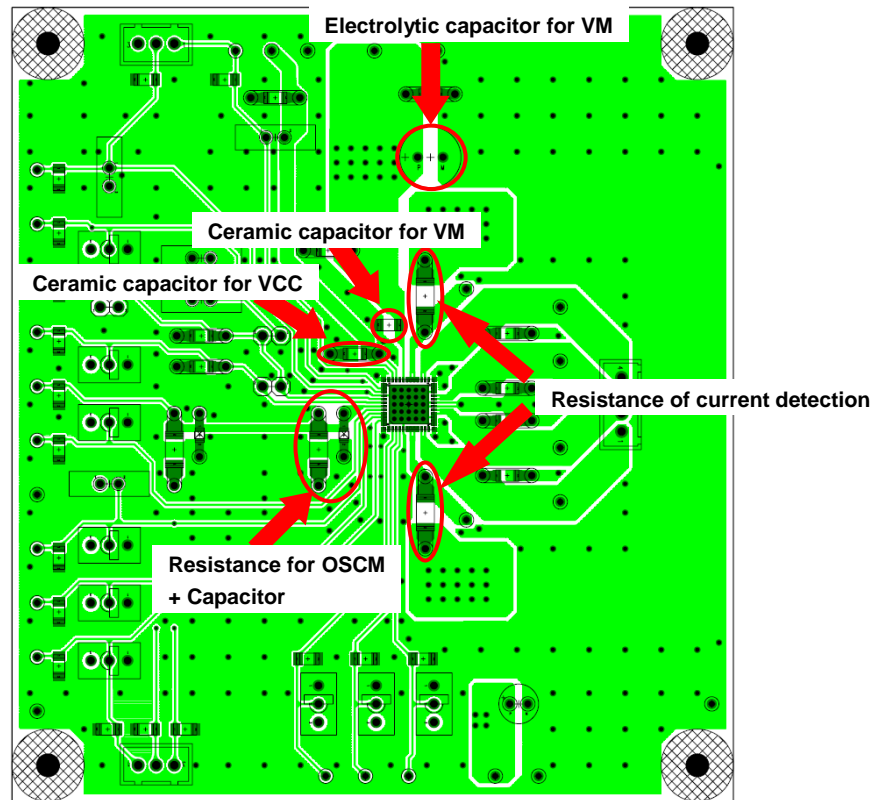 Electrolytic capacitor for VM
Ceramic capacitor for VM
Ceramic capacitor for VCC
Resistance of current detection
Resistance for OSCM
+ Capacitor